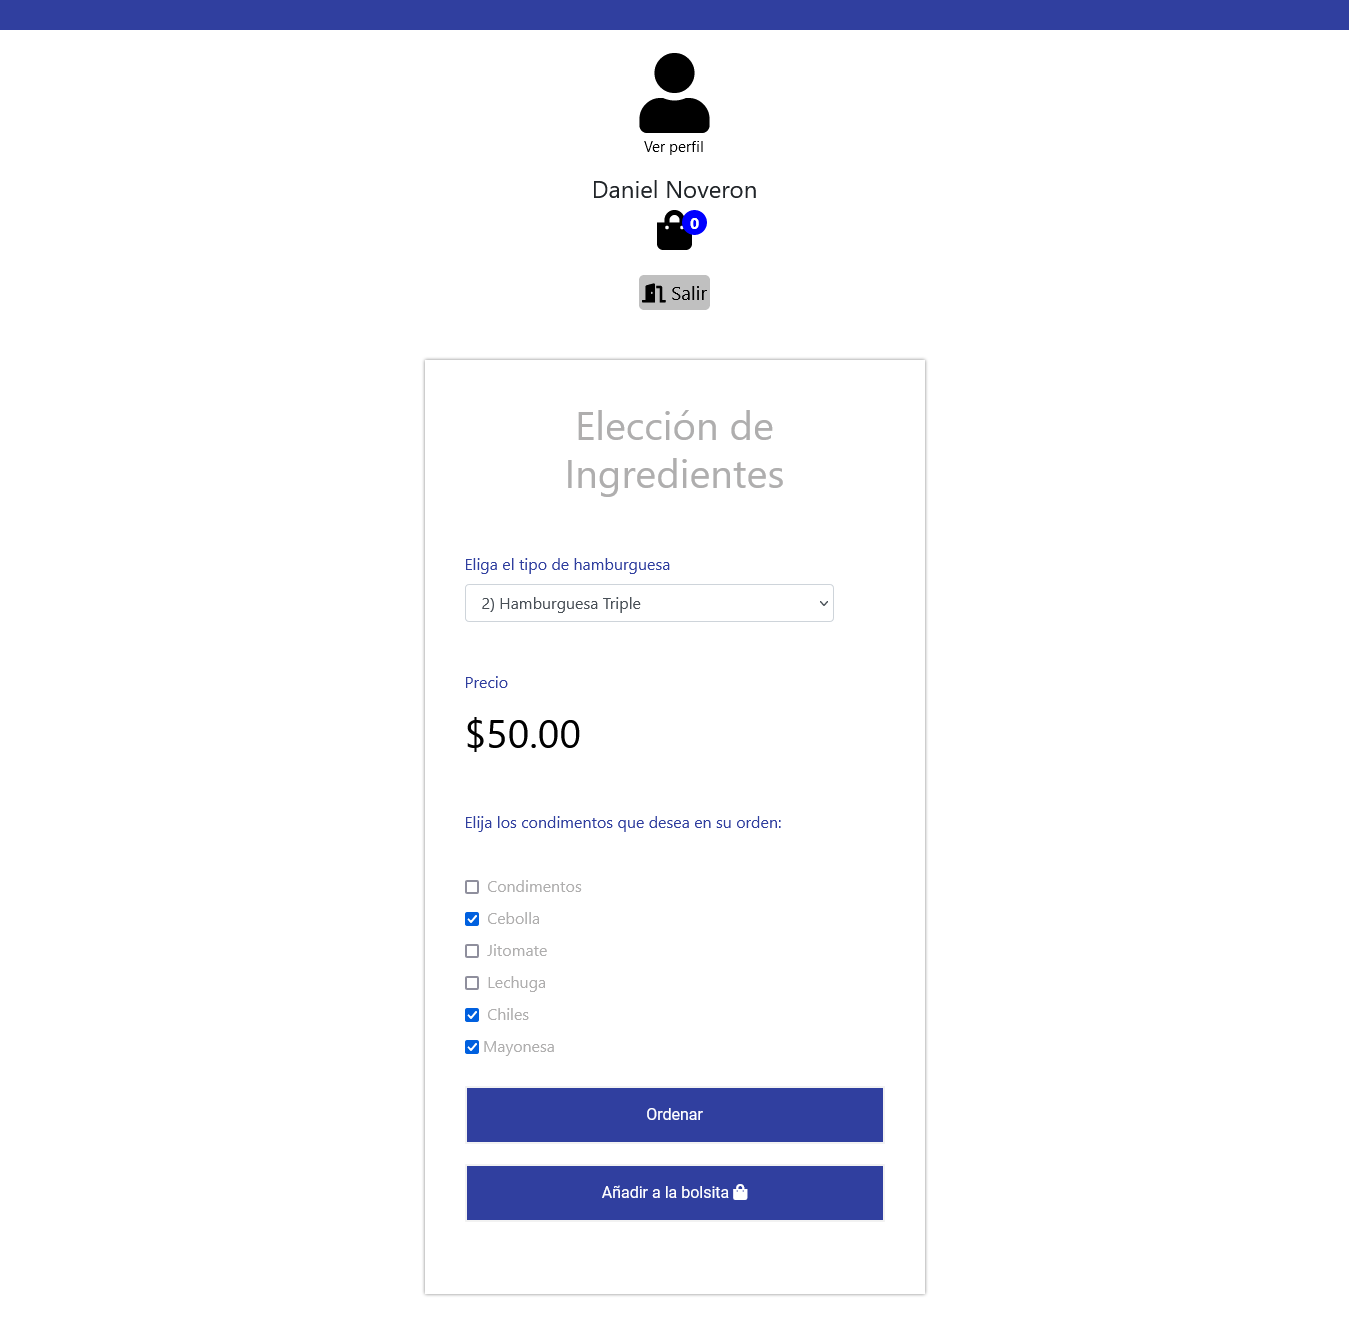 Ver perfil
Daniel Noveron
0
Salir
Elección de
Ingredientes
Eliga el tipo de hamburguesa
2) Hamburguesa Triple
Precio
$50.00
Elija los condimentos que desea en su orden:
Condimentos
Cebolla
Jitomate
Lechuga
Chiles
Mayonesa
Ordenar
Añadir a la bolsita